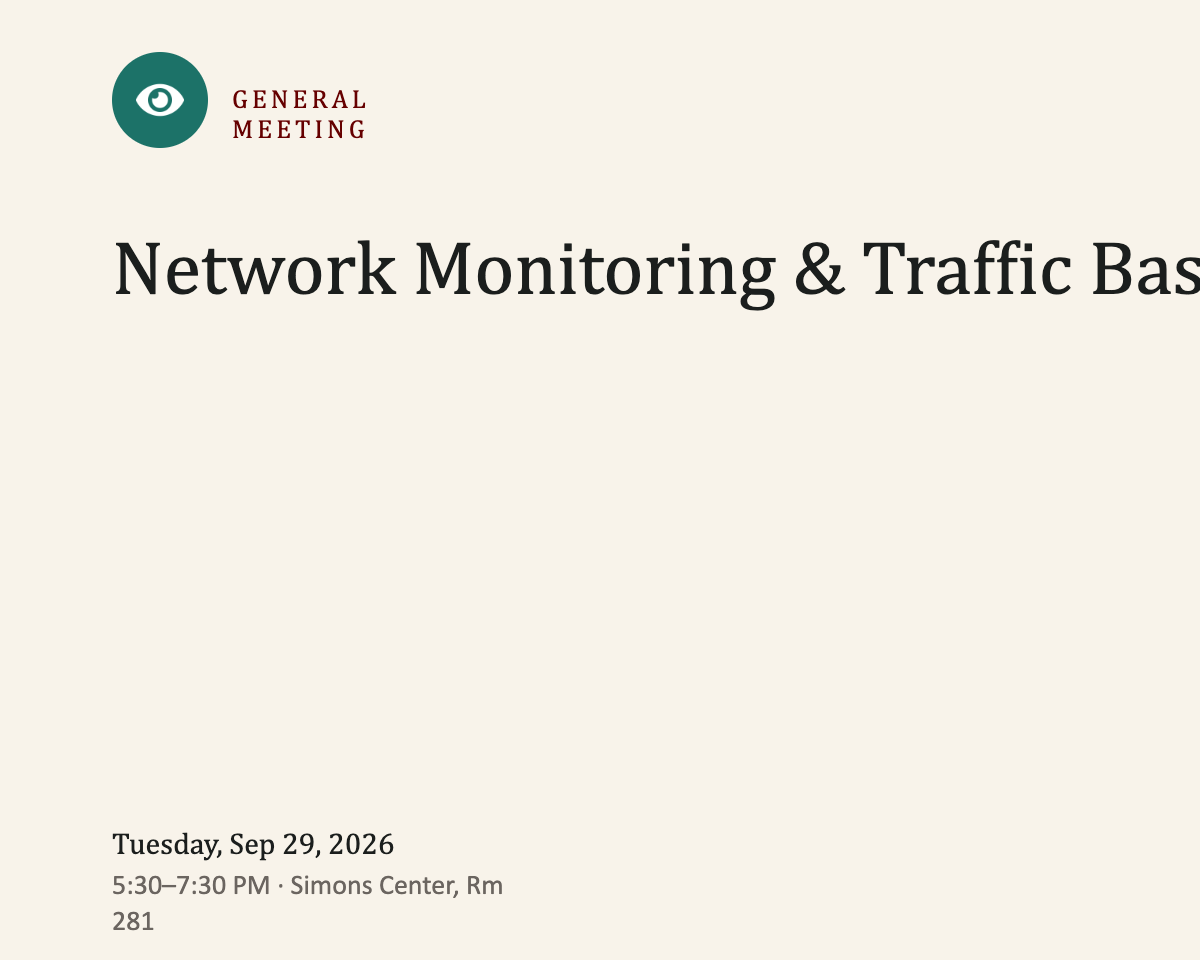 GENERAL
MEETING
Network Monitoring & Traffic Bas
Tuesday, Sep 29, 2026
5:30–7:30 PM · Simons Center, Rm
281